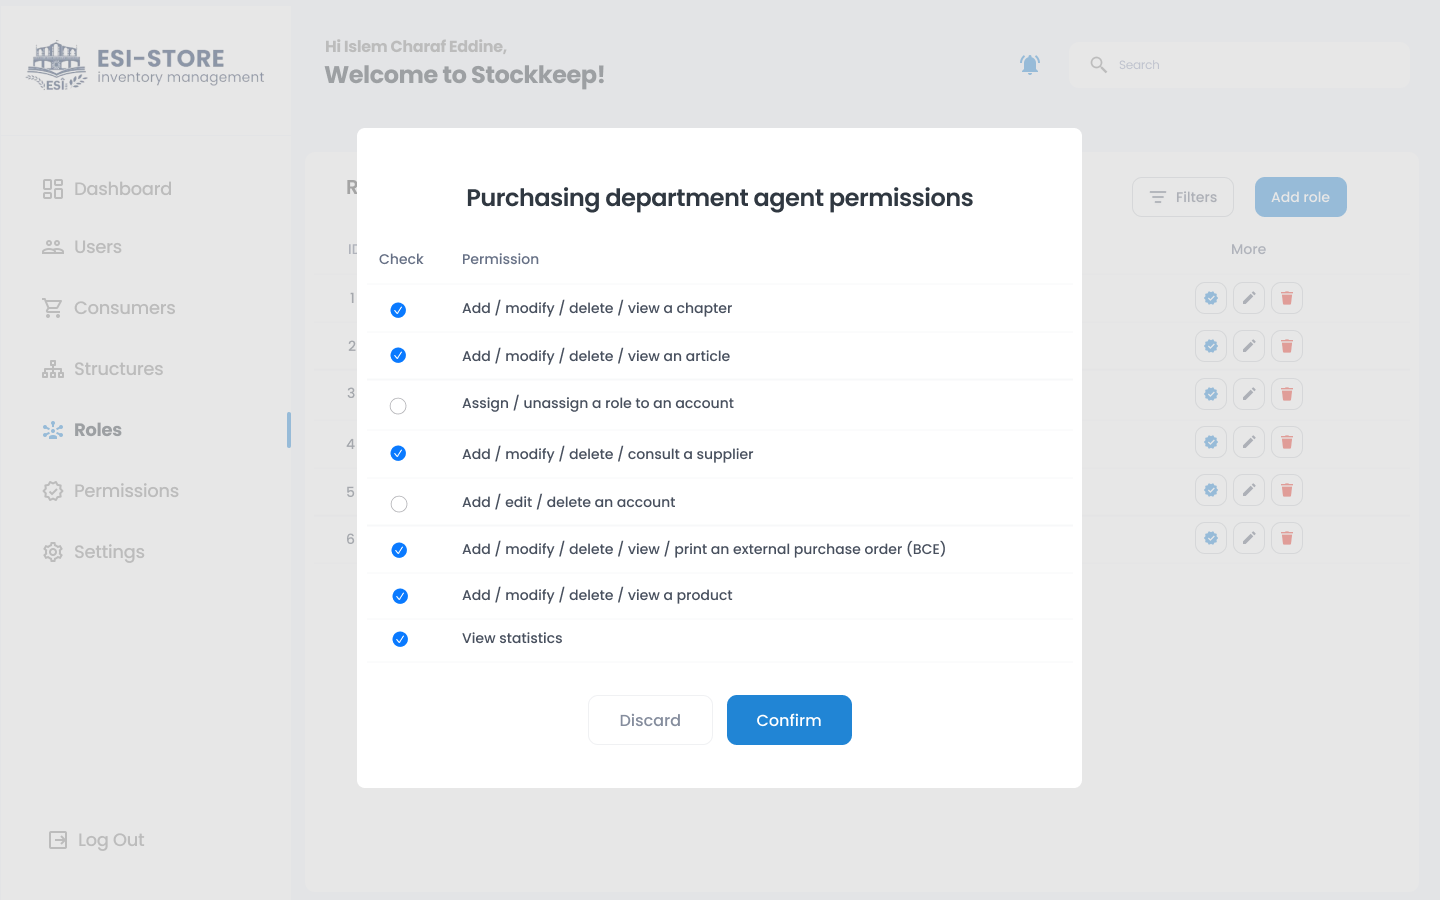 ESI-STORE
inventory management
ESI
Hi Islem Charaf Eddine,
Welcome to Stockkeep!
Search
Dashboard
Users
Consumers
Structures
Roles
Permissions
Settings
Log Out
R
Filters
Add role
More
1
2
3
4
5
6
Purchasing department agent permissions
Check Permission
Add / modify / delete / view a chapter
Add / modify / delete / view an article
Assign / unassign a role to an account
Add / modify / delete / consult a supplier
Add / edit / delete an account
Add / modify / delete / view / print an external purchase order (BCE)
Add / modify / delete / view a product
View statistics
Discard
Confirm